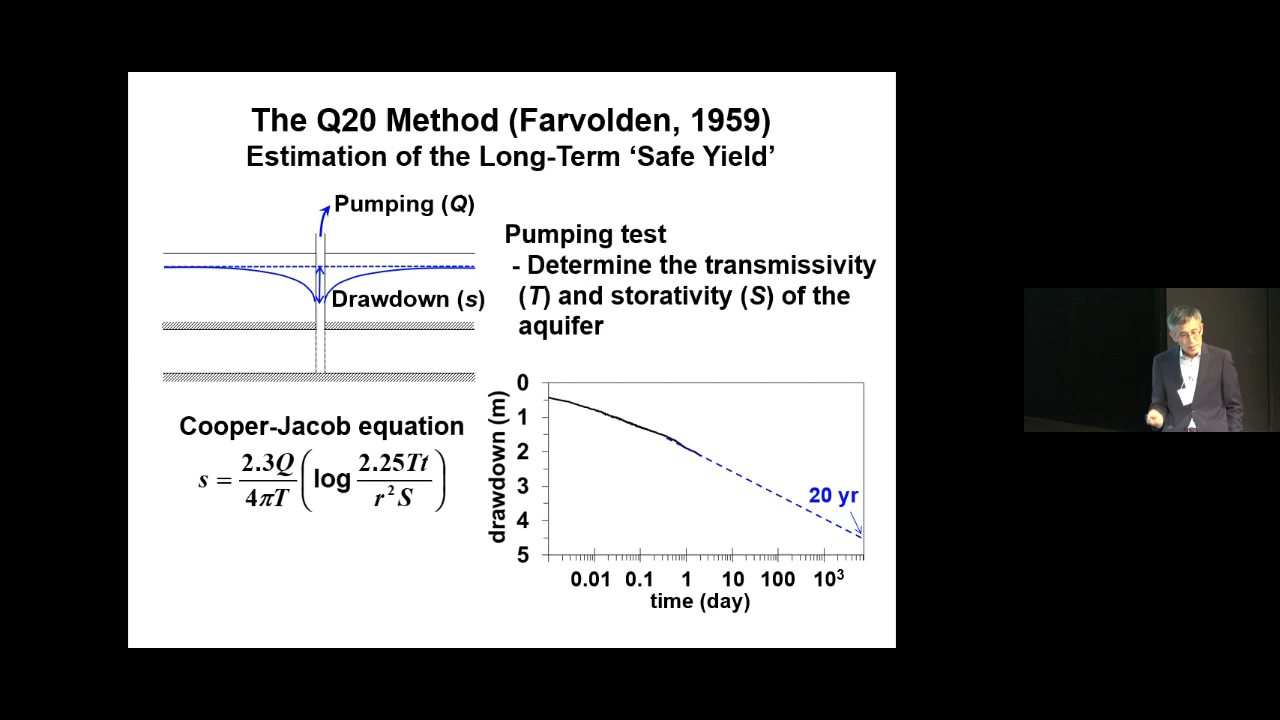 The Q20 Method (Farvolden, 1959)
Estimation of the Long-Term ‘Safe Yield’
Pumping (Q)
Drawdown (s)
Pumping test
- Determine the transmissivity
(T) and storativity (S) of the
aquifer
Cooper-Jacob equation
s = 2.3Q / 4πT ( log 2.25Tt / r²S )
drawdown (m)
0
1
2
3
4
5
20 yr
0.01 0.1 1 10 100 10³
time (day)